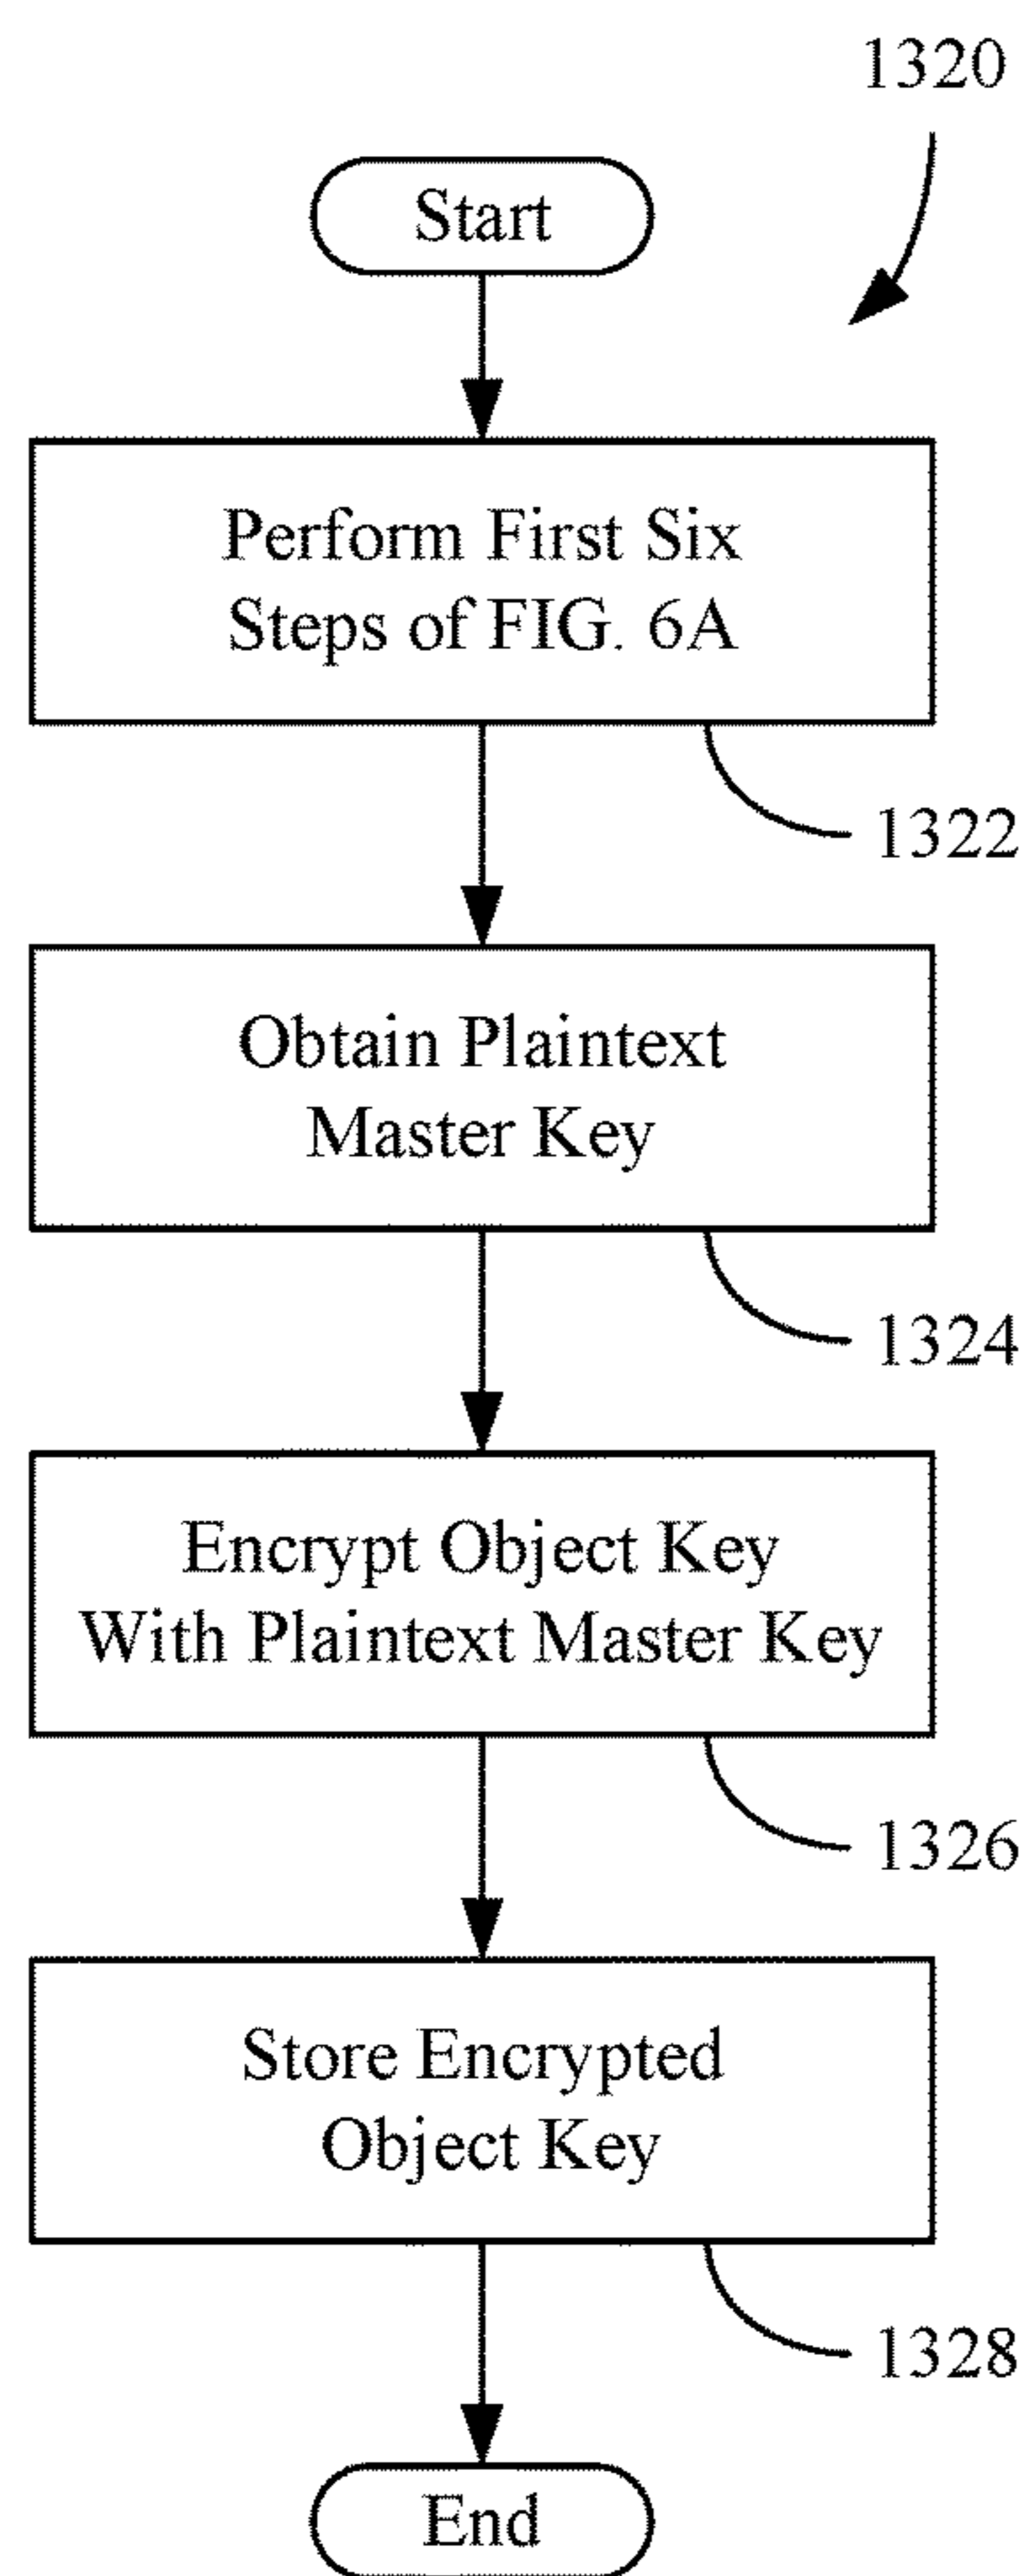 1320
Start
Perform First Six
Steps of FIG. 6A
1322
Obtain Plaintext
Master Key
1324
Encrypt Object Key
With Plaintext Master Key
1326
Store Encrypted
Object Key
1328
End